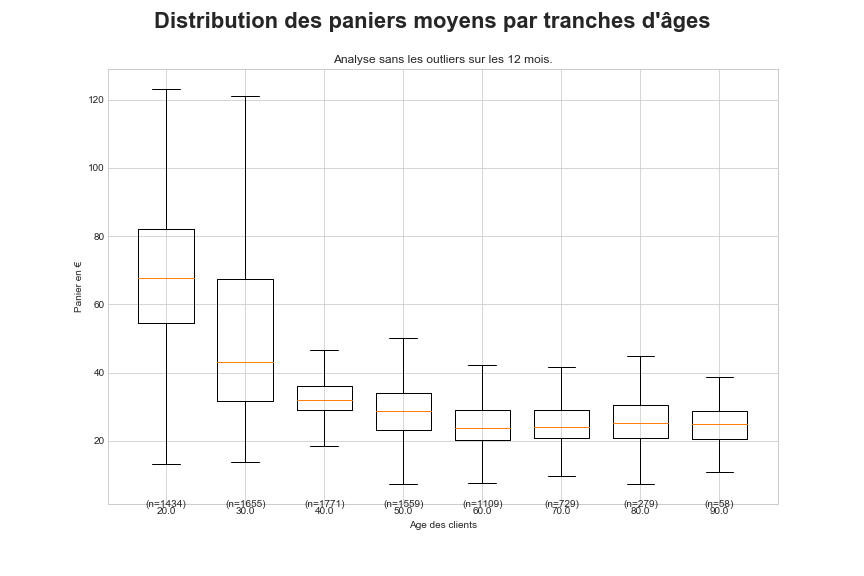 Distribution des paniers moyens par tranches d'âges
Analyse sans les outliers sur les 12 mois.
120
100
80
60
40
20
Panier en €
(n=1434) (n=1655) (n=1771) (n=1559) (n=1109) (n=729) (n=279) (n=58)
20.0 30.0 40.0 50.0 60.0 70.0 80.0 90.0
Age des clients